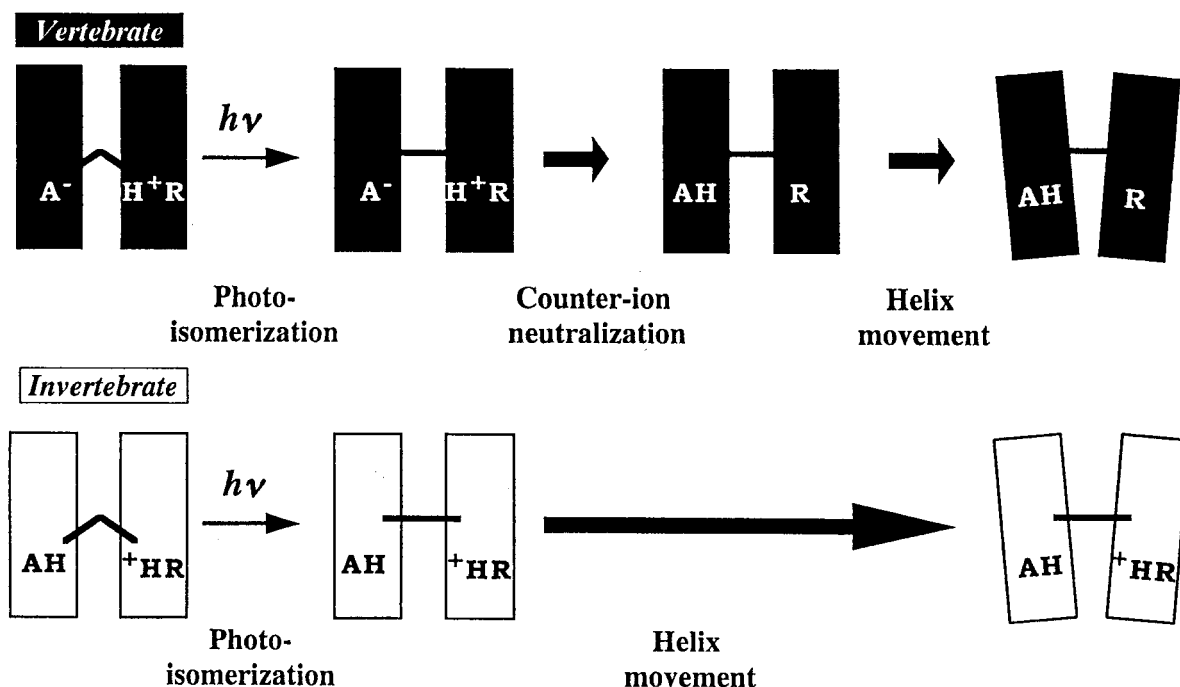 Vertebrate
hν
A⁻ H⁺R A⁻ H⁺R AH R AH R
Photo-
isomerization
Counter-ion
neutralization
Helix
movement
Invertebrate
hν
AH ⁺HR AH ⁺HR AH ⁺HR
Photo-
isomerization
Helix
movement